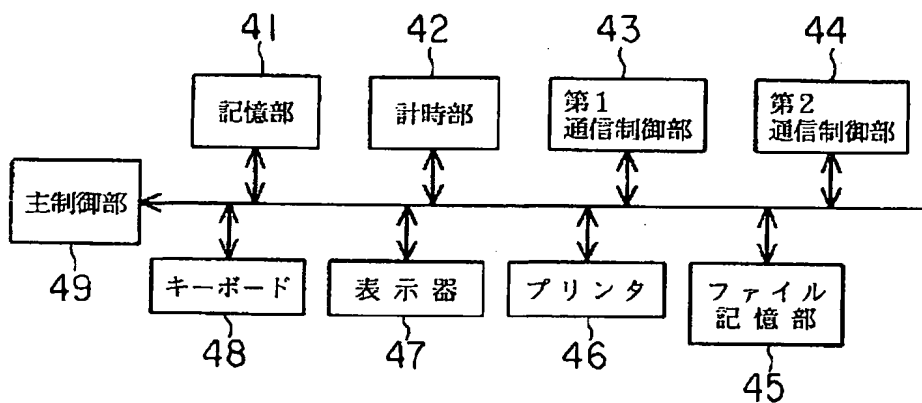 41
42
43
44
記憶部
計時部
第1
通信制御部
第2
通信制御部
主制御部
49
キーボード
表示器
プリンタ
ファイル
記憶部
48
47
46
45